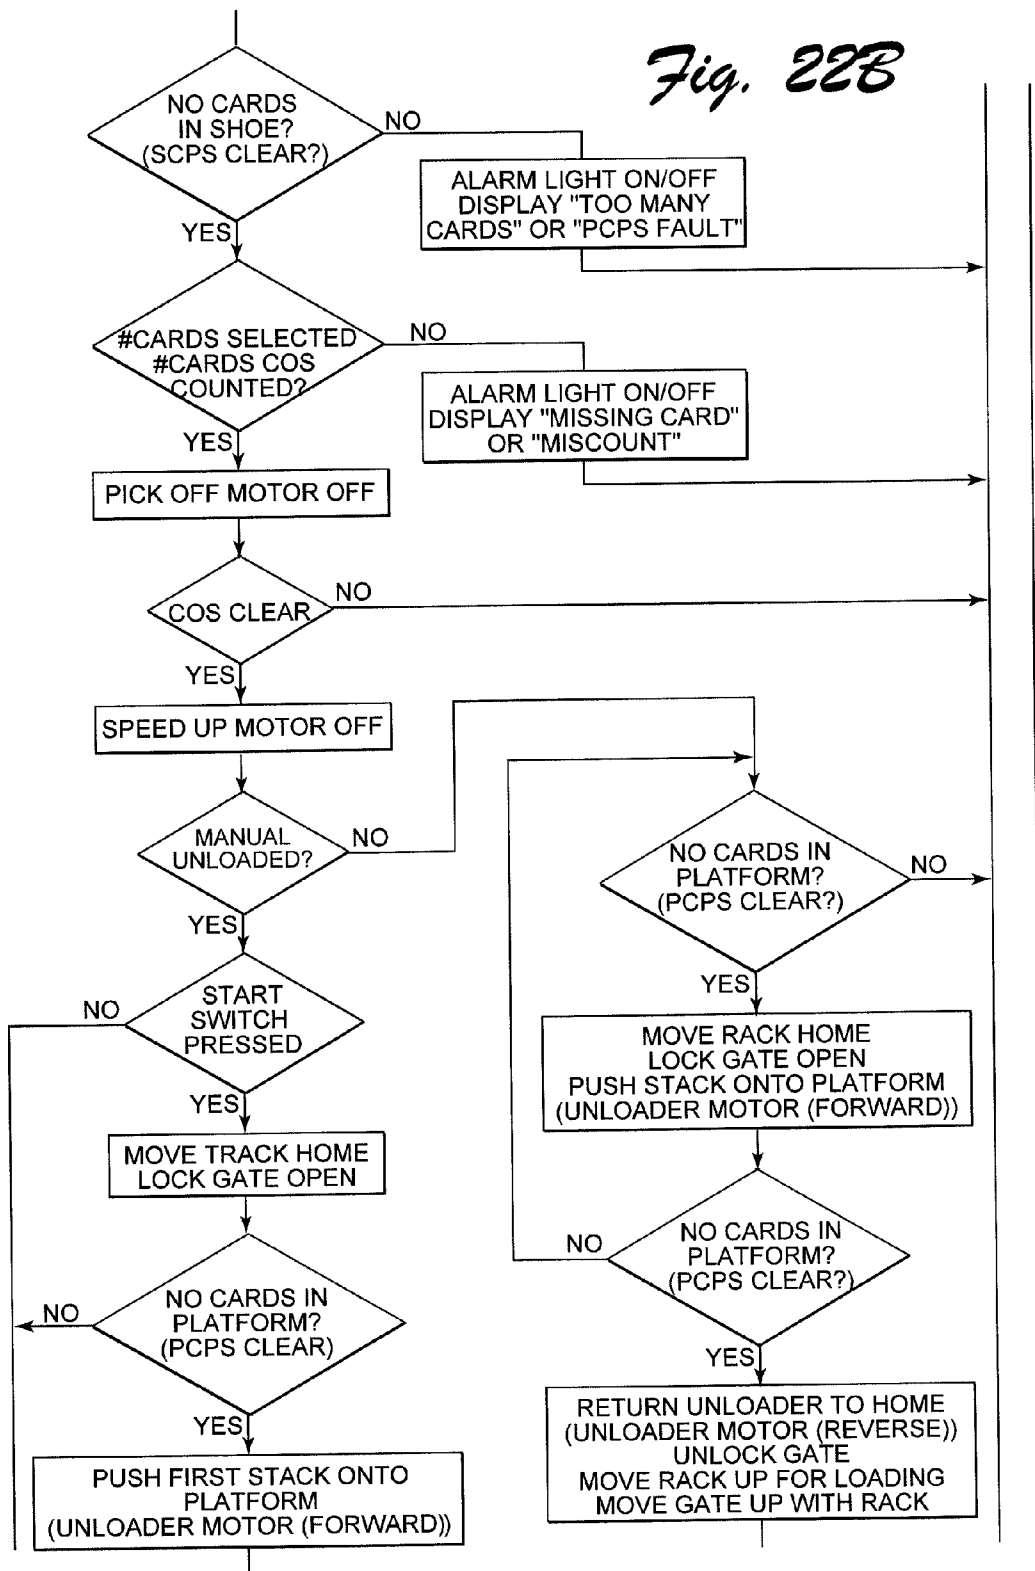 Fig. 22B
NO CARDS
IN SHOE?
(SCPS CLEAR?)
NO
ALARM LIGHT ON/OFF
DISPLAY "TOO MANY
CARDS" OR "PCPS FAULT"
YES
#CARDS SELECTED
#CARDS COS
COUNTED?
NO
ALARM LIGHT ON/OFF
DISPLAY "MISSING CARD"
OR "MISCOUNT"
YES
PICK OFF MOTOR OFF
COS CLEAR
NO
YES
SPEED UP MOTOR OFF
MANUAL
UNLOADED?
NO
YES
START
SWITCH
PRESSED
NO
YES
MOVE TRACK HOME
LOCK GATE OPEN
NO CARDS IN
PLATFORM?
(PCPS CLEAR)
NO
YES
PUSH FIRST STACK ONTO
PLATFORM
(UNLOADER MOTOR (FORWARD))
NO CARDS IN
PLATFORM?
(PCPS CLEAR?)
NO
YES
MOVE RACK HOME
LOCK GATE OPEN
PUSH STACK ONTO PLATFORM
(UNLOADER MOTOR (FORWARD))
NO CARDS IN
PLATFORM?
(PCPS CLEAR?)
NO
YES
RETURN UNLOADER TO HOME
(UNLOADER MOTOR (REVERSE))
UNLOCK GATE
MOVE RACK UP FOR LOADING
MOVE GATE UP WITH RACK